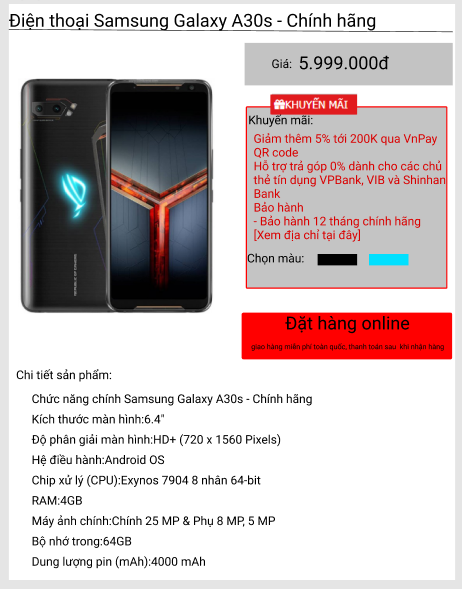 Điện thoại Samsung Galaxy A30s - Chính hãng
Giá: 5.999.000đ
KHUYẾN MÃI
Khuyến mãi:
Giảm thêm 5% tới 200K qua VnPay
QR code
Hỗ trợ trả góp 0% dành cho các chủ
thẻ tín dụng VPBank, VIB và Shinhan
Bank
Bảo hành
- Bảo hành 12 tháng chính hãng
[Xem địa chỉ tại đây]
Chọn màu:
Đặt hàng online
giao hàng miễn phí toàn quốc, thanh toán sau khi nhận hàng
Chi tiết sản phẩm:
Chức năng chính Samsung Galaxy A30s - Chính hãng
Kích thước màn hình:6.4"
Độ phân giải màn hình:HD+ (720 x 1560 Pixels)
Hệ điều hành:Android OS
Chip xử lý (CPU):Exynos 7904 8 nhân 64-bit
RAM:4GB
Máy ảnh chính:Chính 25 MP & Phụ 8 MP, 5 MP
Bộ nhớ trong:64GB
Dung lượng pin (mAh):4000 mAh